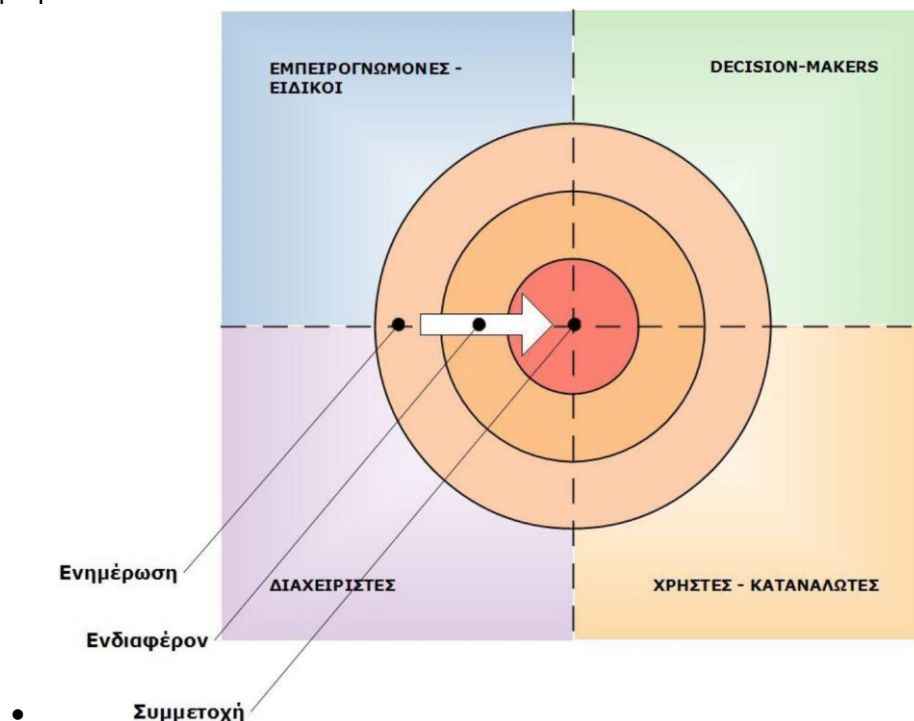 ΕΜΠΕΙΡΟΓΝΩΜΟΝΕΣ -
ΕΙΔΙΚΟΙ
DECISION-MAKERS
Ενημέρωση
ΔΙΑΧΕΙΡΙΣΤΕΣ
ΧΡΗΣΤΕΣ - ΚΑΤΑΝΑΛΩΤΕΣ
Ενδιαφέρον
Συμμετοχή